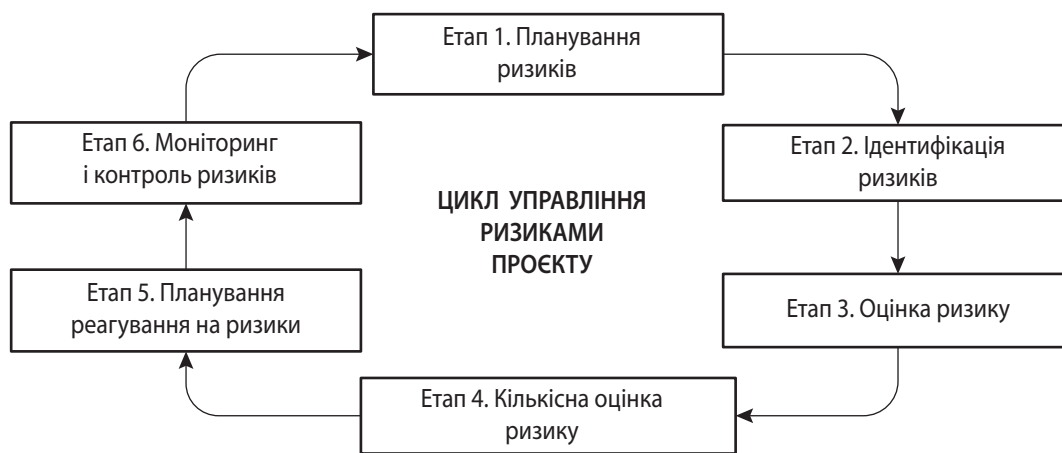 Етап 1. Планування
ризиків
Етап 2. Ідентифікація
ризиків
Етап 3. Оцінка ризику
Етап 4. Кількісна оцінка
ризику
Етап 5. Планування
реагування на ризики
Етап 6. Моніторинг
і контроль ризиків
ЦИКЛ УПРАВЛІННЯ
РИЗИКАМИ
ПРОЄКТУ